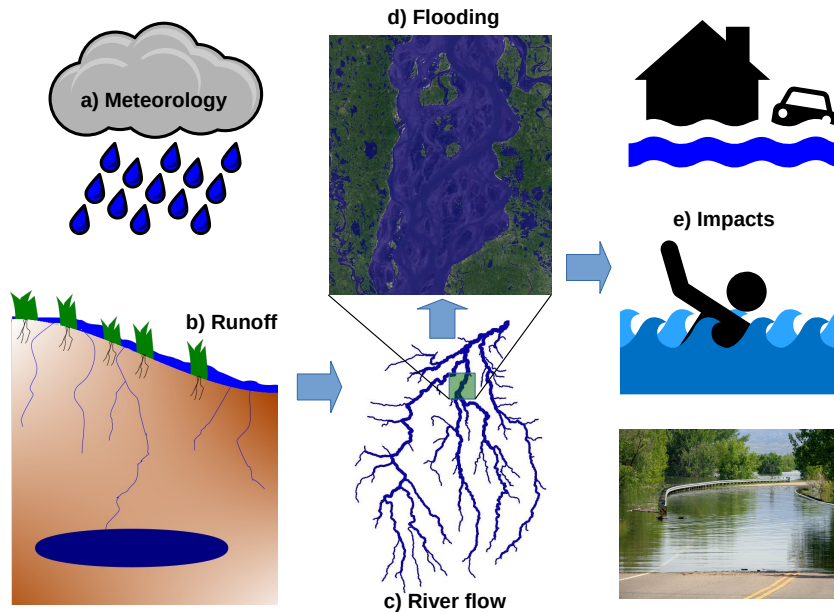 d) Flooding
a) Meteorology
e) Impacts
b) Runoff
c) River flow